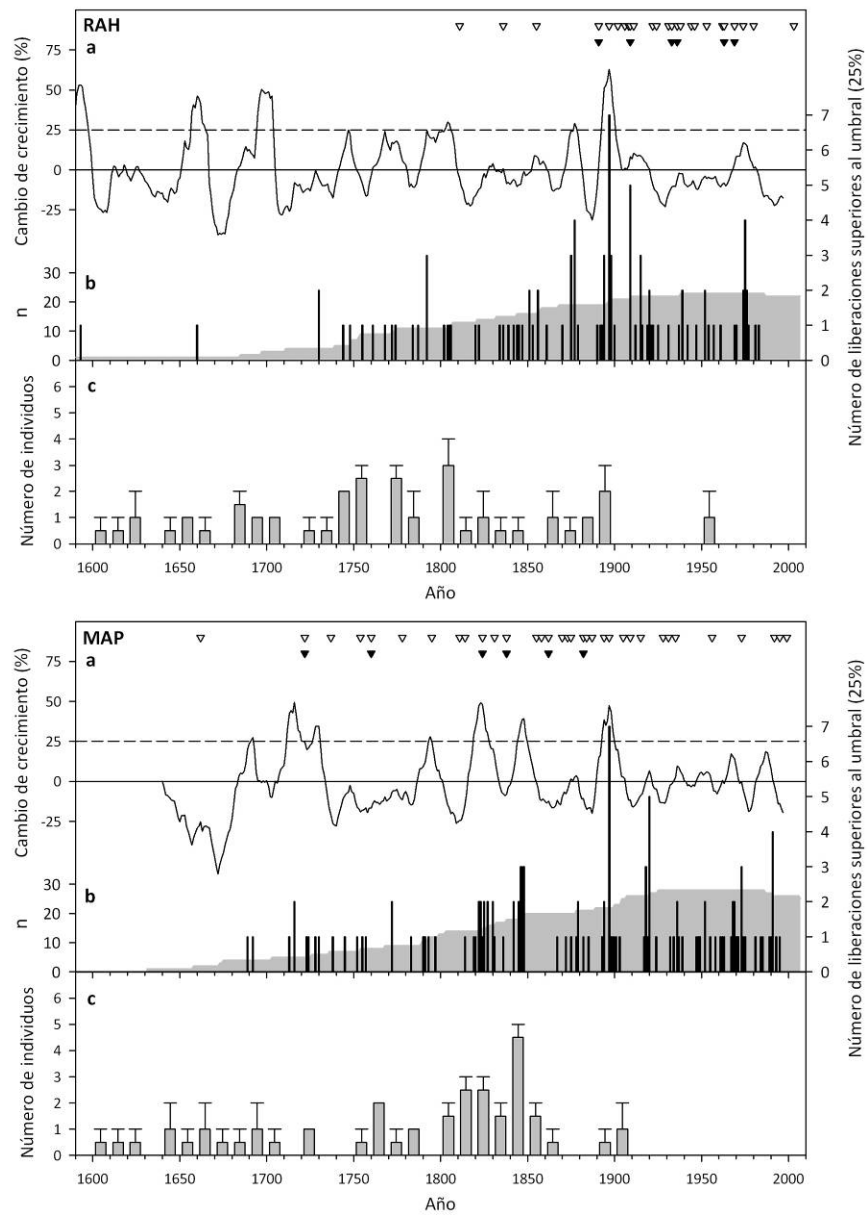 RAH
a
Cambio de crecimiento (%)
75
50
25
0
-25
b
n
30
20
10
0
7
6
5
4
3
2
1
0
Número de liberaciones superiores al umbral (25%)
c
Número de individuos
6
5
4
3
2
1
0
1600 1650 1700 1750 1800 1850 1900 1950 2000
Año
MAP
a
Cambio de crecimiento (%)
75
50
25
0
-25
b
n
30
20
10
0
7
6
5
4
3
2
1
0
Número de liberaciones superiores al umbral (25%)
c
Número de individuos
6
5
4
3
2
1
0
1600 1650 1700 1750 1800 1850 1900 1950 2000
Año